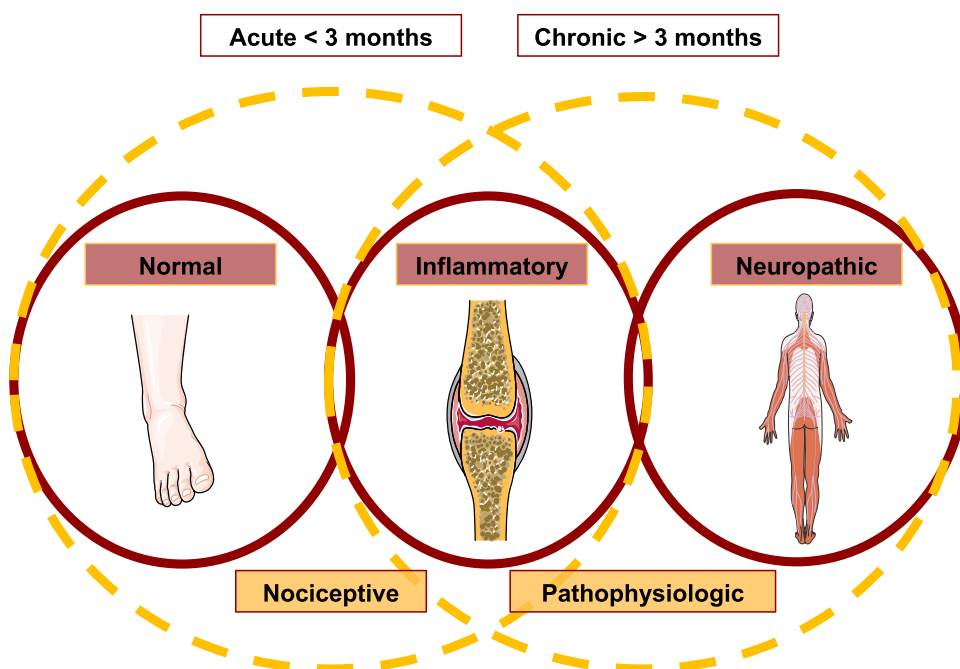 Acute < 3 months
Chronic > 3 months
Normal
Inflammatory
Neuropathic
Nociceptive
Pathophysiologic